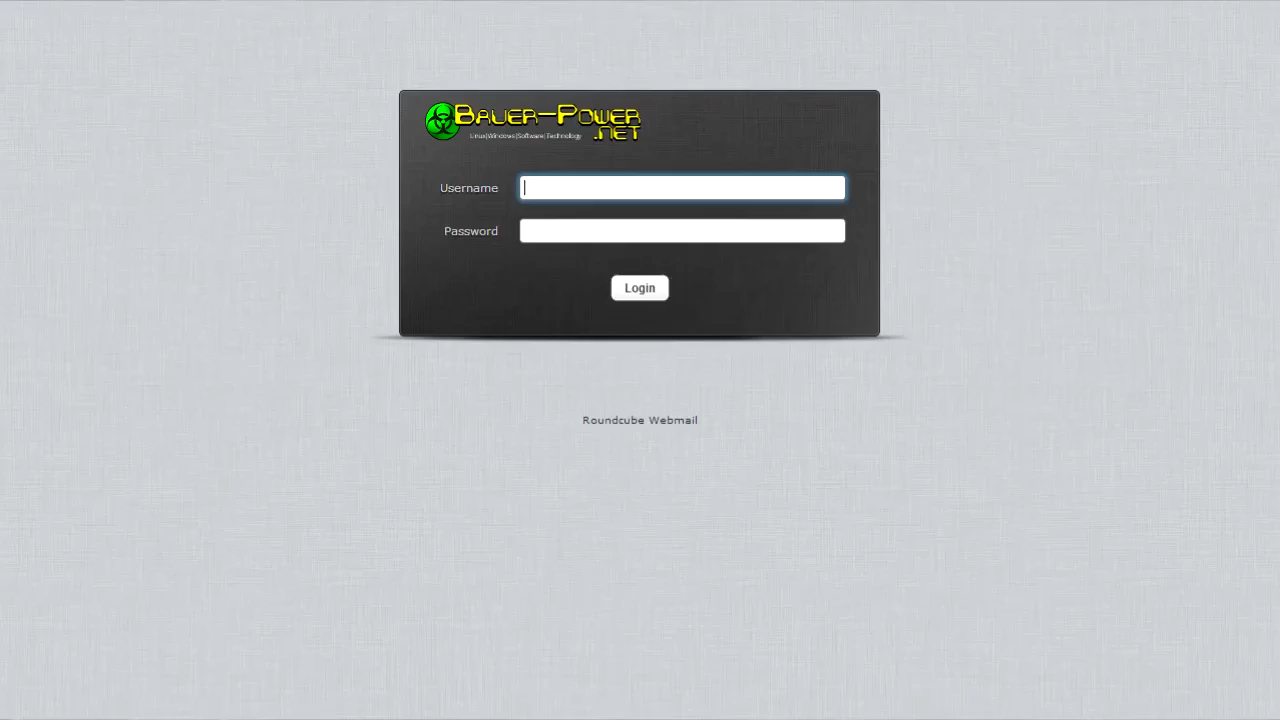 Bauer-Power
.net
Linux|Windows|Software|Technology
Username
Password
Login
Roundcube Webmail